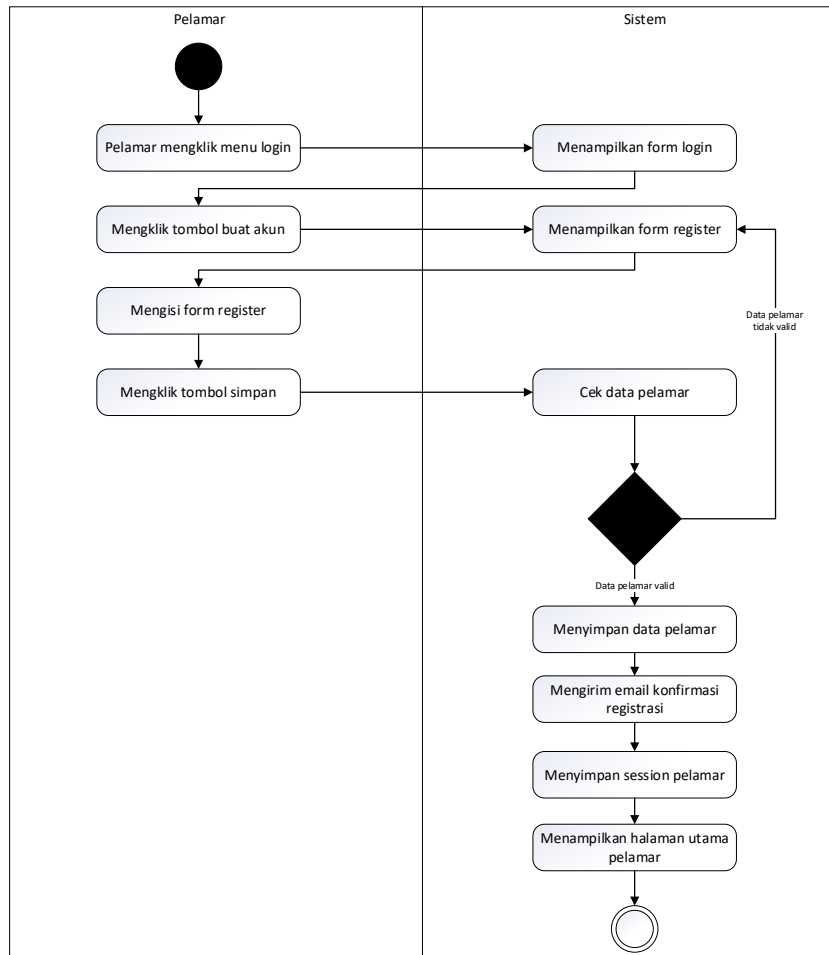 Pelamar
Sistem
Pelamar mengklik menu login
Menampilkan form login
Mengklik tombol buat akun
Menampilkan form register
Mengisi form register
Data pelamar
tidak valid
Mengklik tombol simpan
Cek data pelamar
Data pelamar valid
Menyimpan data pelamar
Mengirim email konfirmasi
registrasi
Menyimpan session pelamar
Menampilkan halaman utama
pelamar